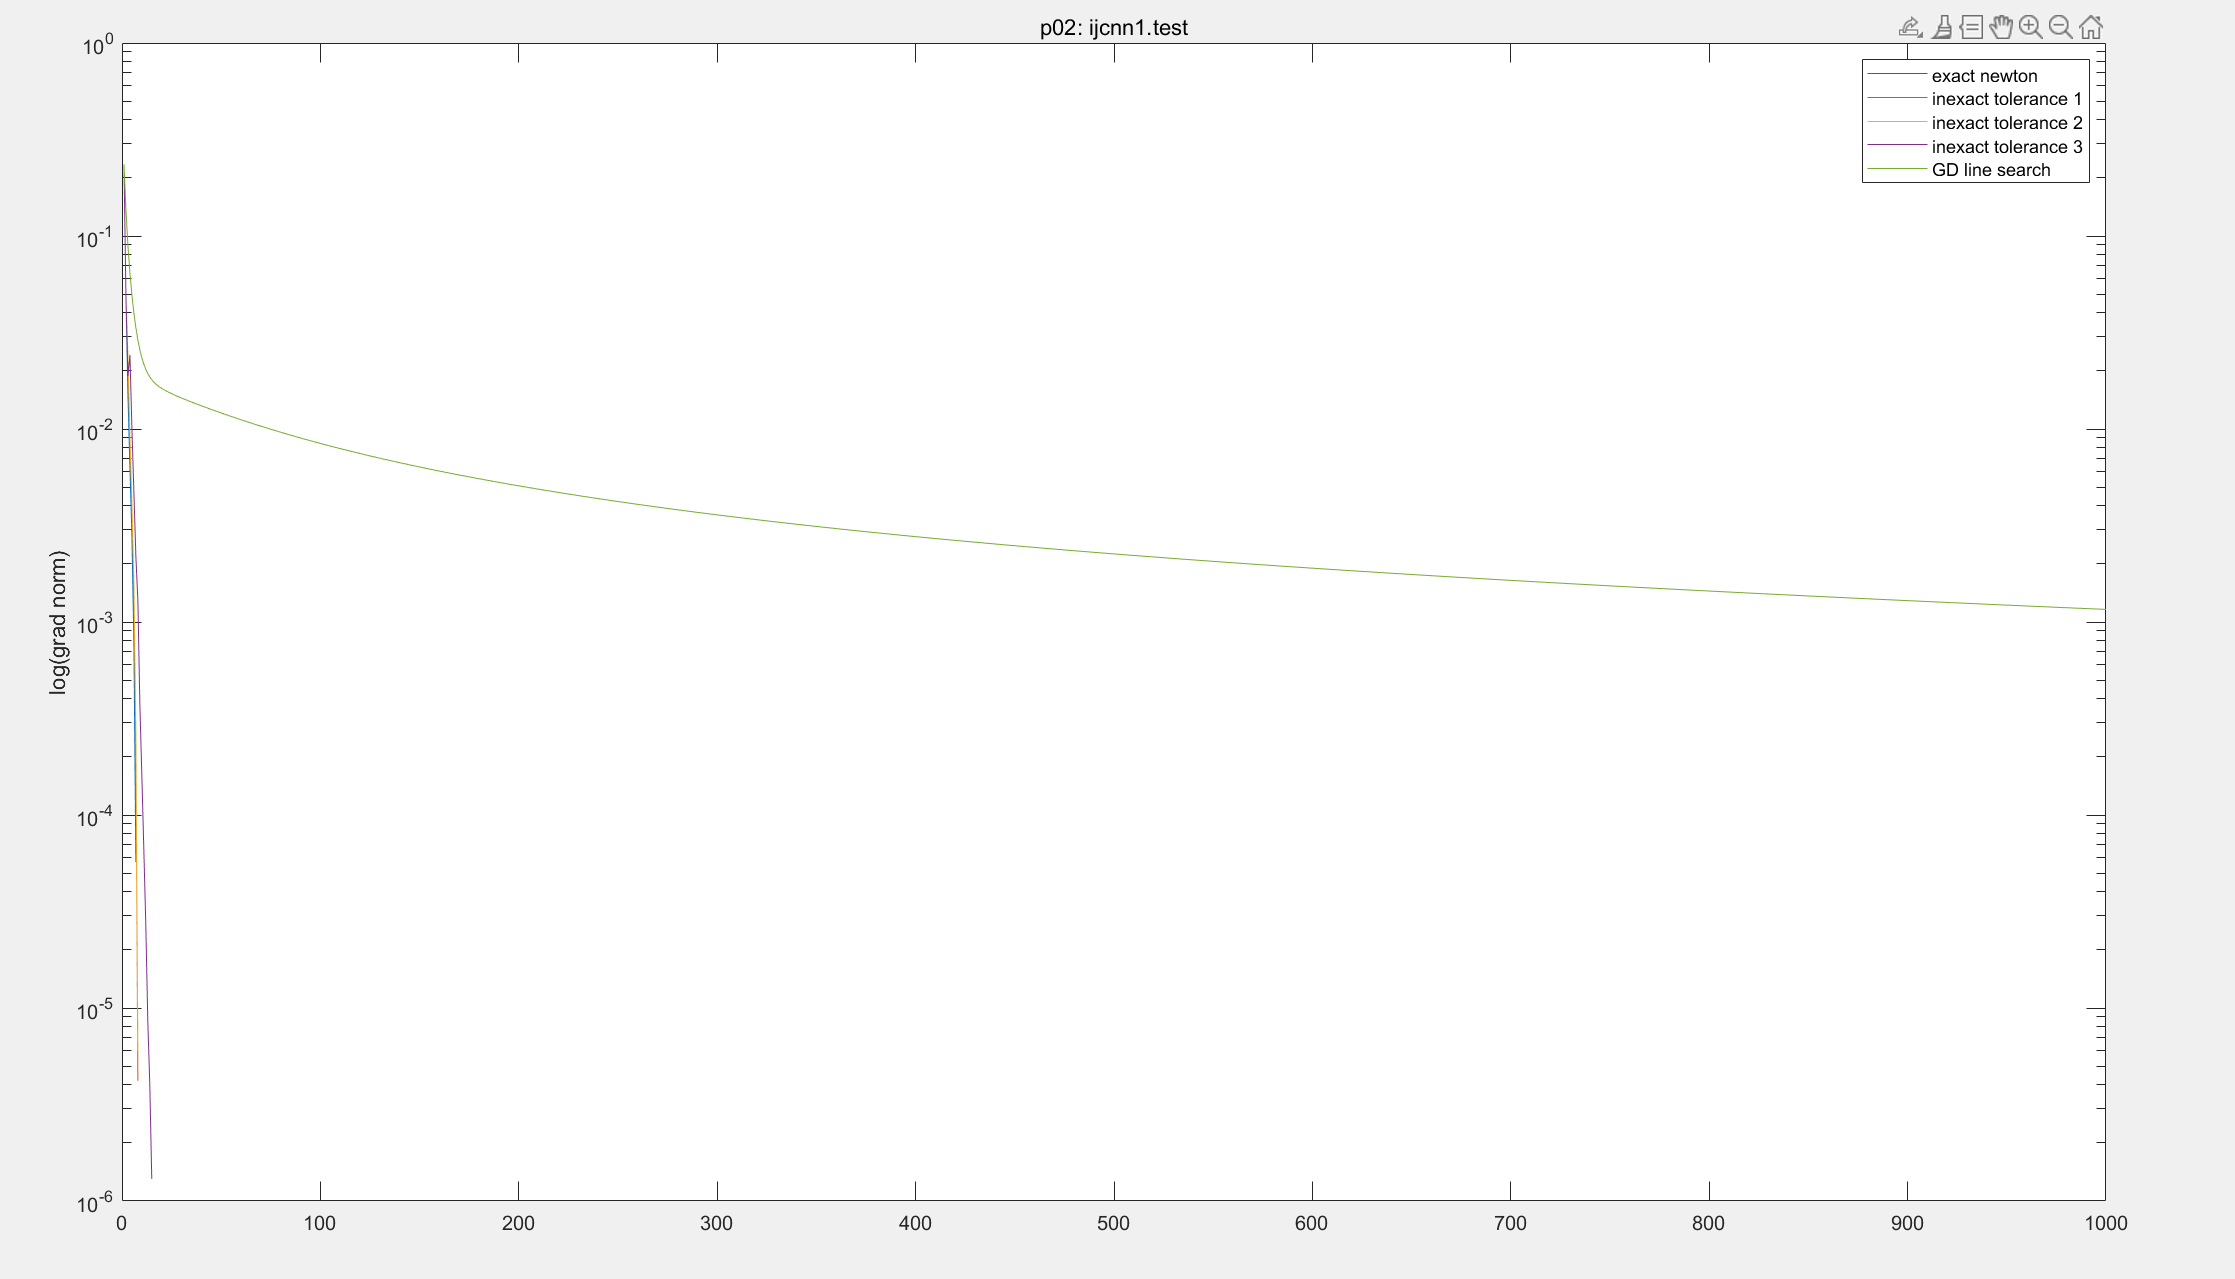 p02: ijcnn1.test
exact newton
inexact tolerance 1
inexact tolerance 2
inexact tolerance 3
GD line search
log(grad norm)
10^0
10^-1
10^-2
10^-3
10^-4
10^-5
10^-6
0 100 200 300 400 500 600 700 800 900 1000